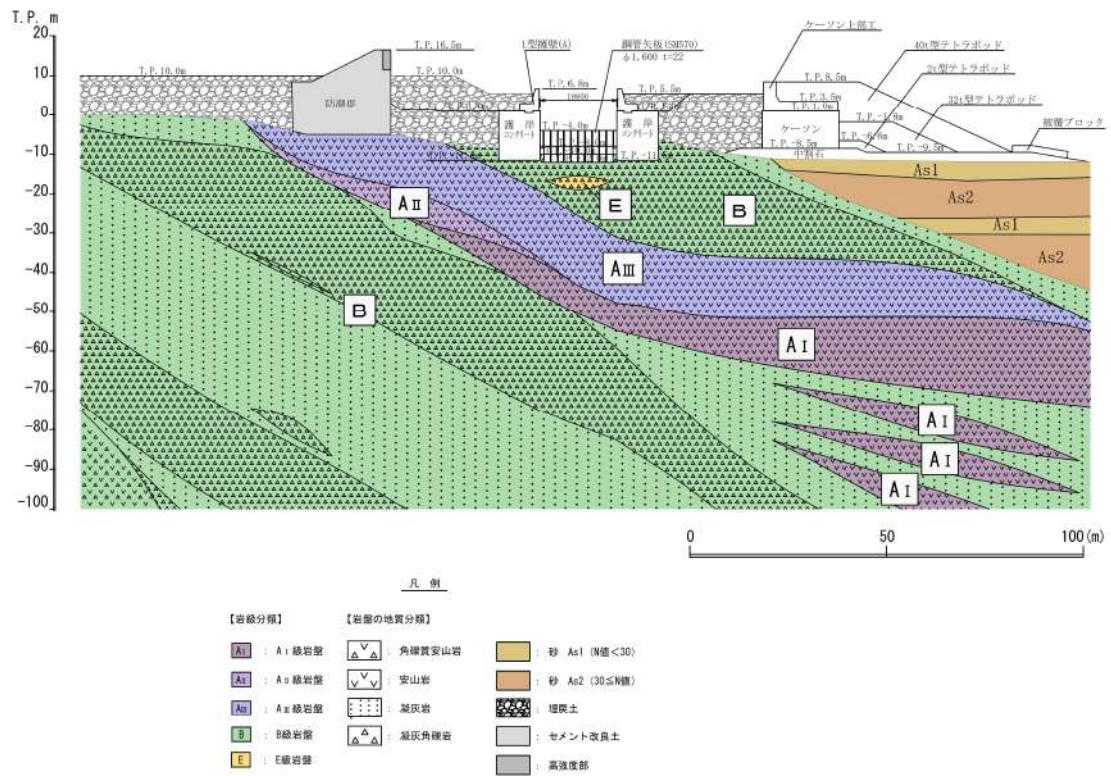 T.P. m
20
10
0
-10
-20
-30
-40
-50
-60
-70
-80
-90
-100
T.P.10.0m
T.P.16.5m
T.P.10.0m
防潮堤
L型擁壁(A)
鋼管矢板(SM570)
φ1,600 t=22
T.P.6.8m
T.P.5.5m
護岸
コンクリート
T.P.-4.0m
護岸
コンクリート
ケーソン上部工
40t型テトラポッド
2t型テトラポッド
32t型テトラポッド
被覆ブロック
T.P.8.5m
T.P.3.5m
T.P.1.0m
ケーソン
T.P.-8.5m
中割石
T.P.-9.5m
As1
As2
As1
As2
AⅡ
E
B
AⅢ
B
AⅠ
AⅠ
AⅠ
AⅠ
0 50 100(m)
凡 例
【岩級分類】 【岩盤の地質分類】
AⅠ : AⅠ級岩盤 : 角礫質安山岩 : 砂 As1 (N値<30)
AⅡ : AⅡ級岩盤 : 安山岩 : 砂 As2 (30≦N値)
AⅢ : AⅢ級岩盤 : 凝灰岩 : 埋戻土
B : B級岩盤 : 凝灰角礫岩 : セメント改良土
E : E級岩盤 : 高強度部